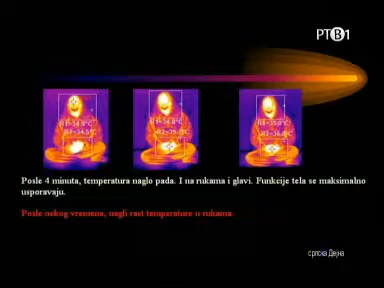 РТВ1
Posle 4 minuta, temperatura naglo pada. I na rukama i glavi. Funkcije tela se maksimalno
usporavaju.
Posle nekog vremena, nagli rast temperature u rukama.
српска Дејна